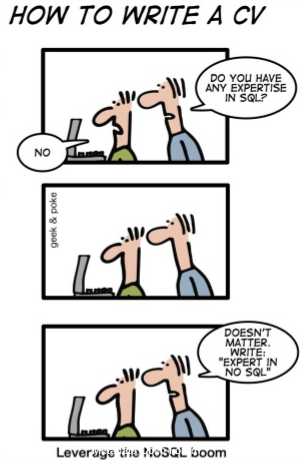 HOW TO WRITE A CV
DO YOU HAVE
ANY EXPERTISE
IN SQL?
NO
geek & poke
DOESN'T
MATTER.
WRITE:
"EXPERT IN
NO SQL"
Leverage the NoSQL boom